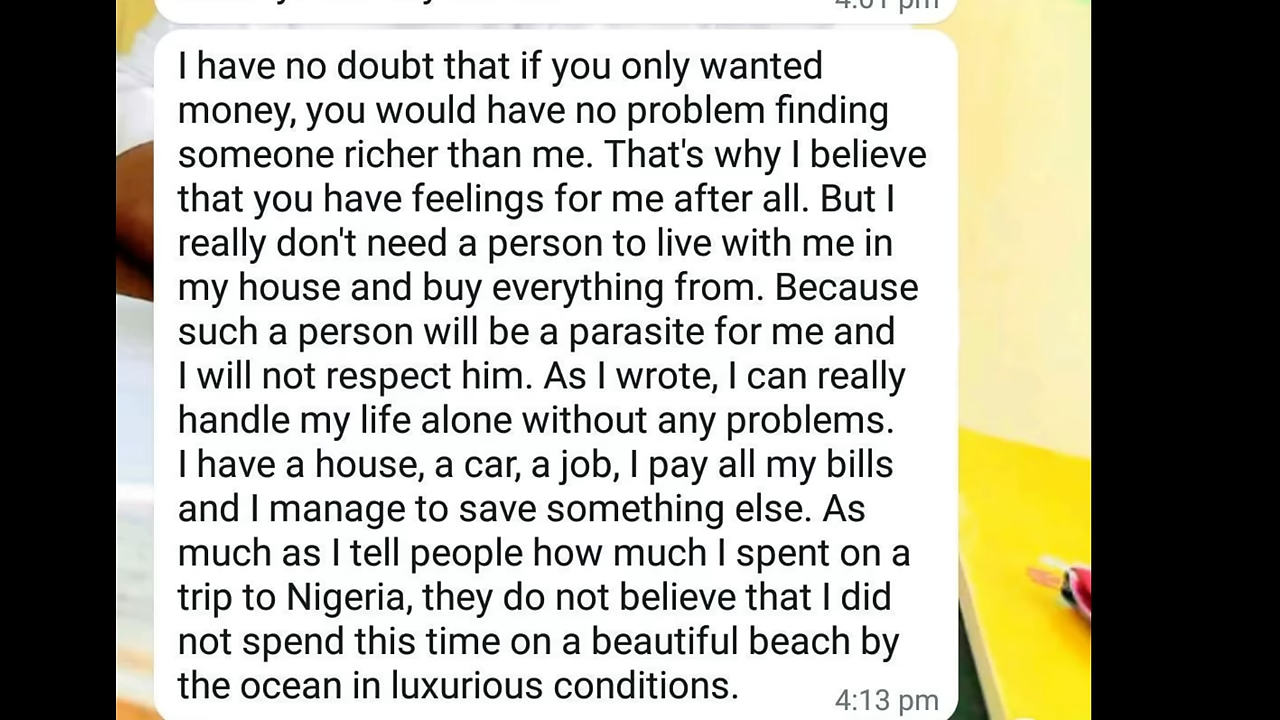 4:01 pm
I have no doubt that if you only wanted
money, you would have no problem finding
someone richer than me. That's why I believe
that you have feelings for me after all. But I
really don't need a person to live with me in
my house and buy everything from. Because
such a person will be a parasite for me and
I will not respect him. As I wrote, I can really
handle my life alone without any problems.
I have a house, a car, a job, I pay all my bills
and I manage to save something else. As
much as I tell people how much I spent on a
trip to Nigeria, they do not believe that I did
not spend this time on a beautiful beach by
the ocean in luxurious conditions.
4:13 pm